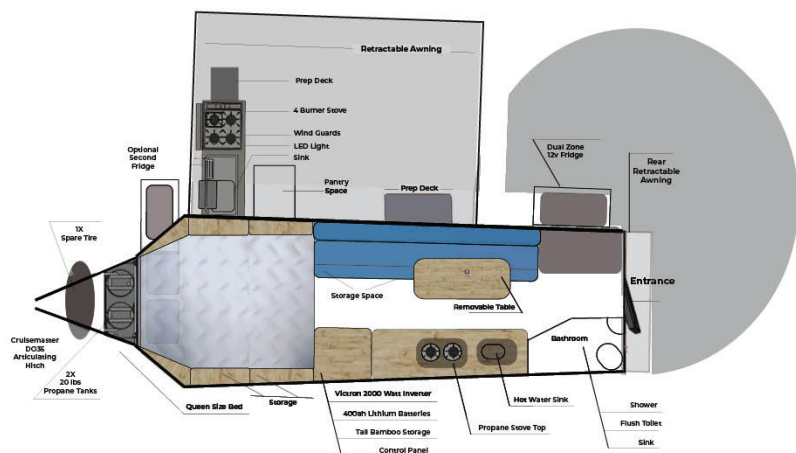 Retractable Awning
Prep Deck
4 Burner Stove
Wind Guards
LED Light
Sink
Optional
Second
Fridge
Pantry
Space
Prep Deck
Dual Zone
12v Fridge
Rear
Retractable
Awning
1X
Spare Tire
Storage Space
Removable Table
Entrance
Bathroom
Cruisemaster
DO35
Articulating
Hitch
2X
20 lbs
Propane Tanks
Queen Size Bed
Storage
Victron 2000 Watt Inverter
400ah Lithium Batteries
Tall Bamboo Storage
Control Panel
Hot Water Sink
Propane Stove Top
Shower
Flush Toilet
Sink